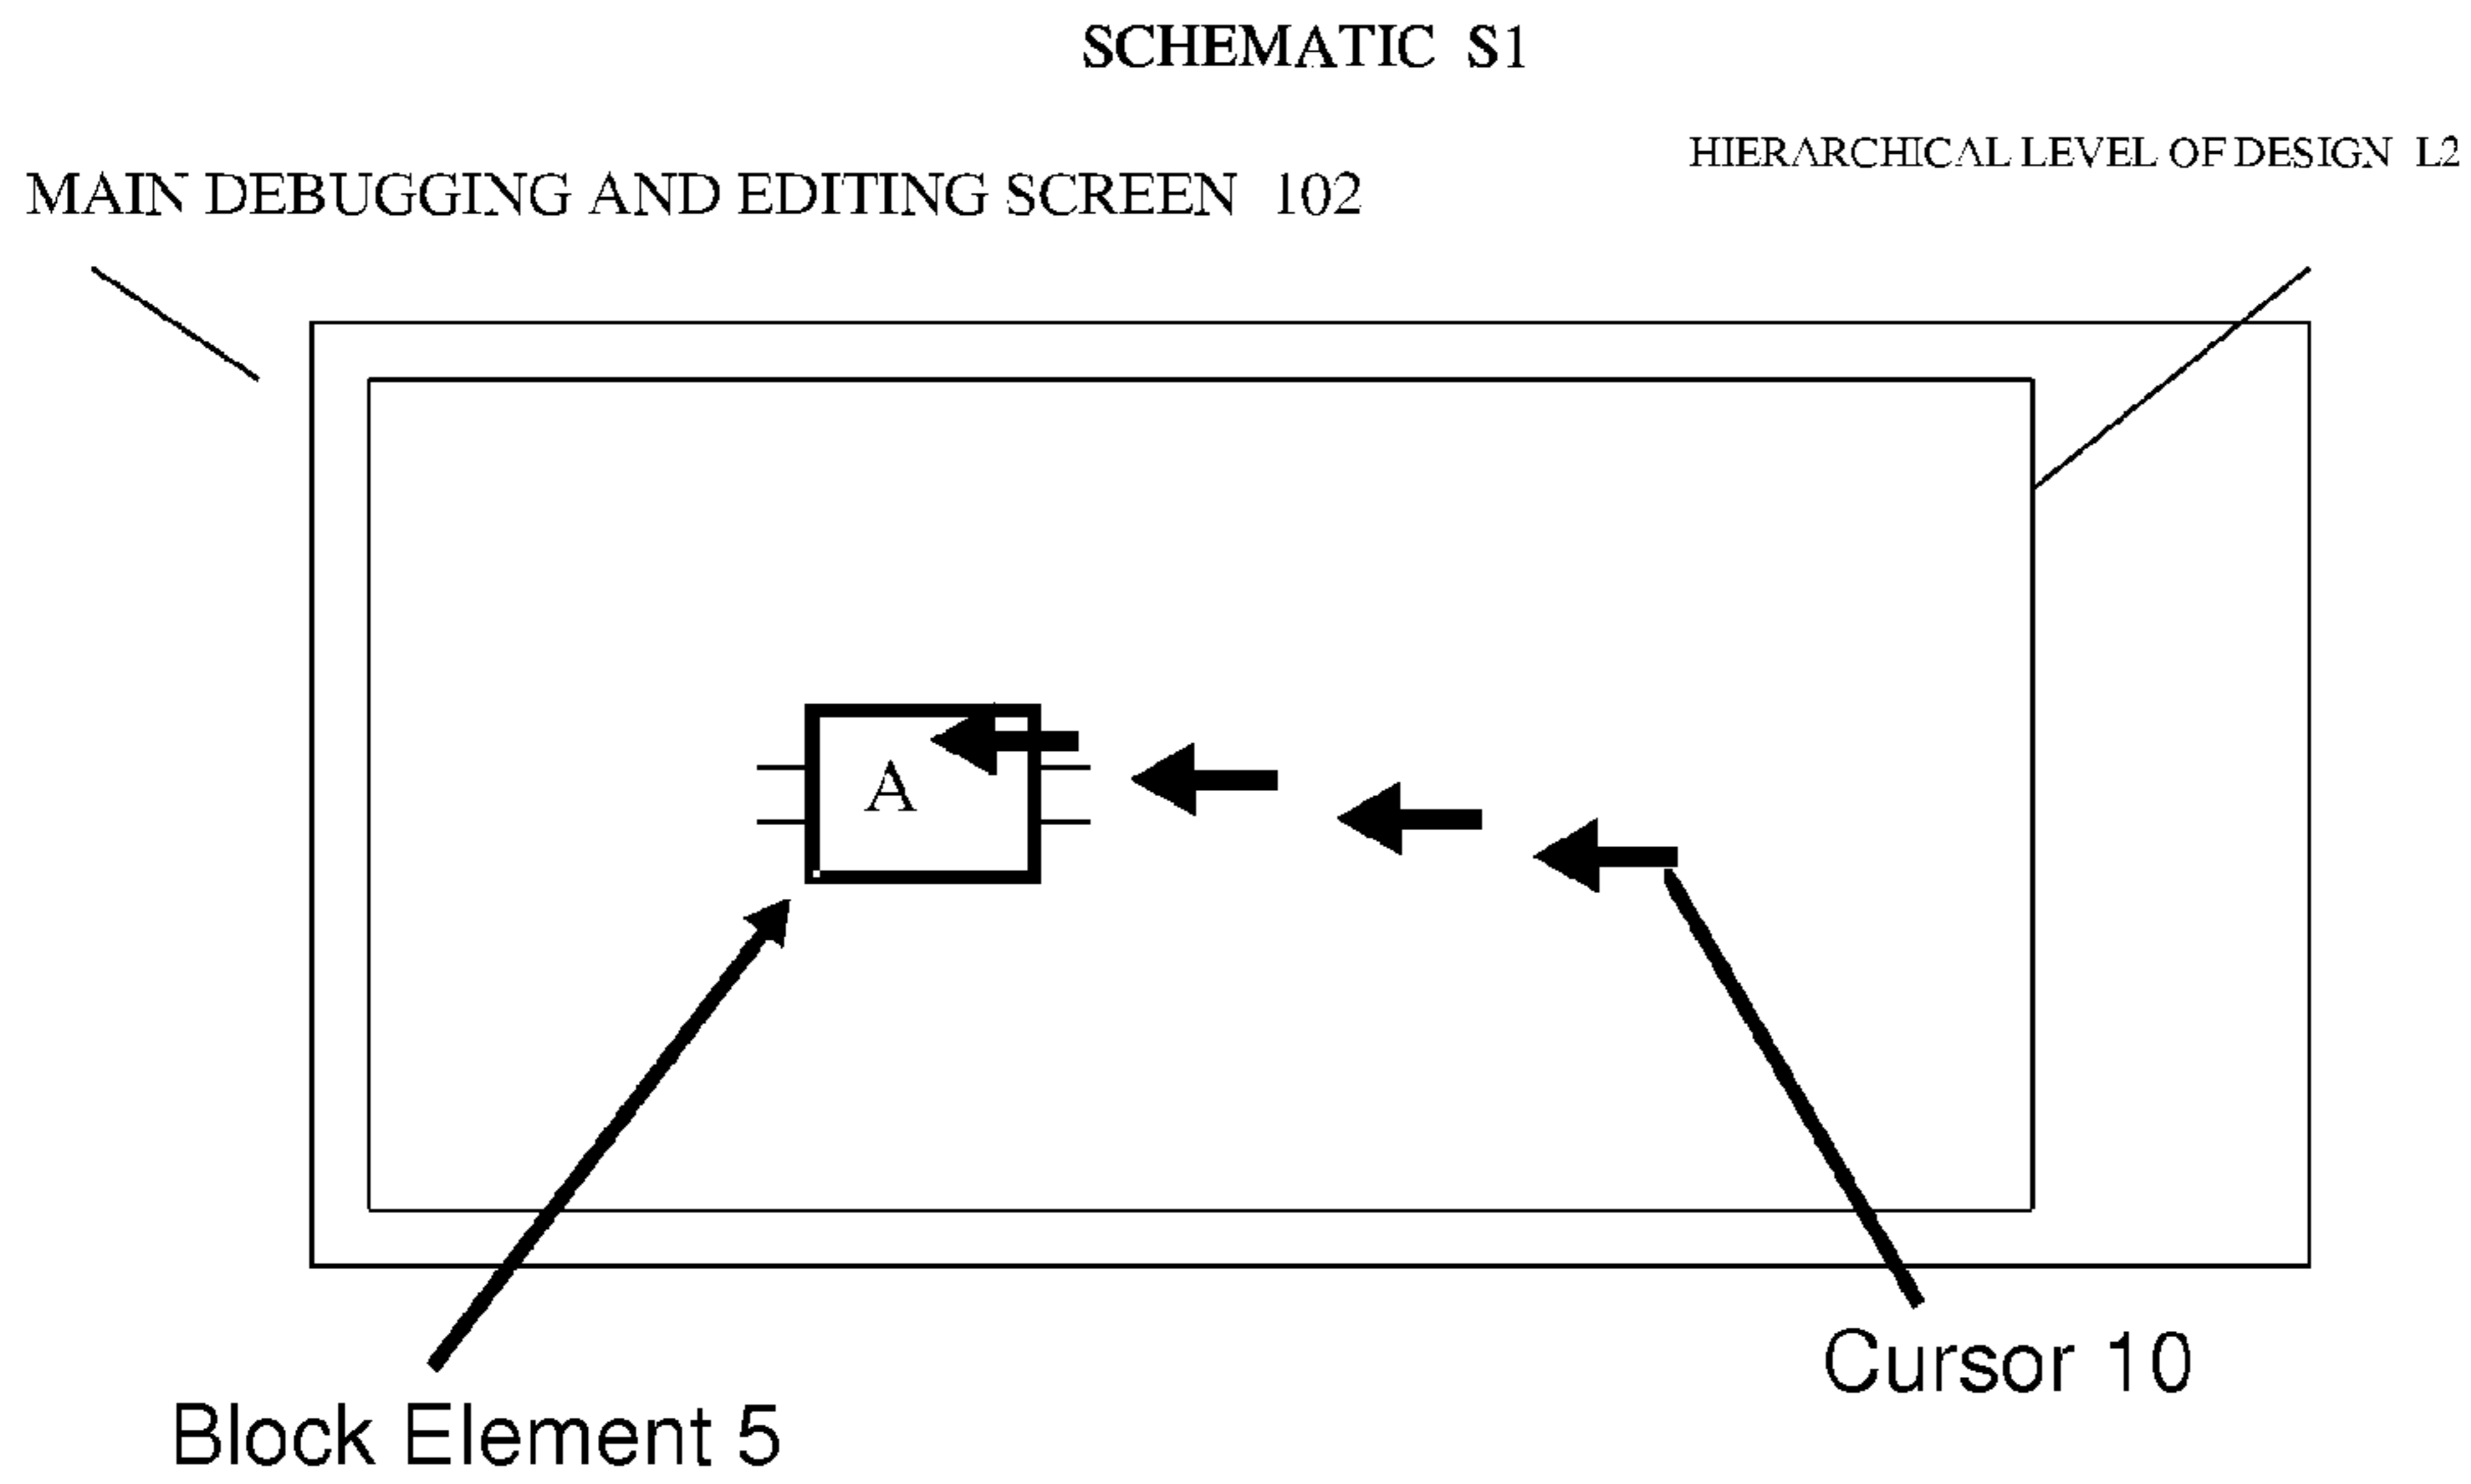 SCHEMATIC S1
HIERARCHICAL LEVEL OF DESIGN L2
MAIN DEBUGGING AND EDITING SCREEN 102
A
Cursor 10
Block Element 5